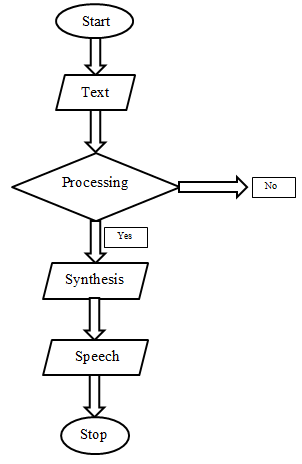 Start
Text
Processing
No
Yes
Synthesis
Speech
Stop